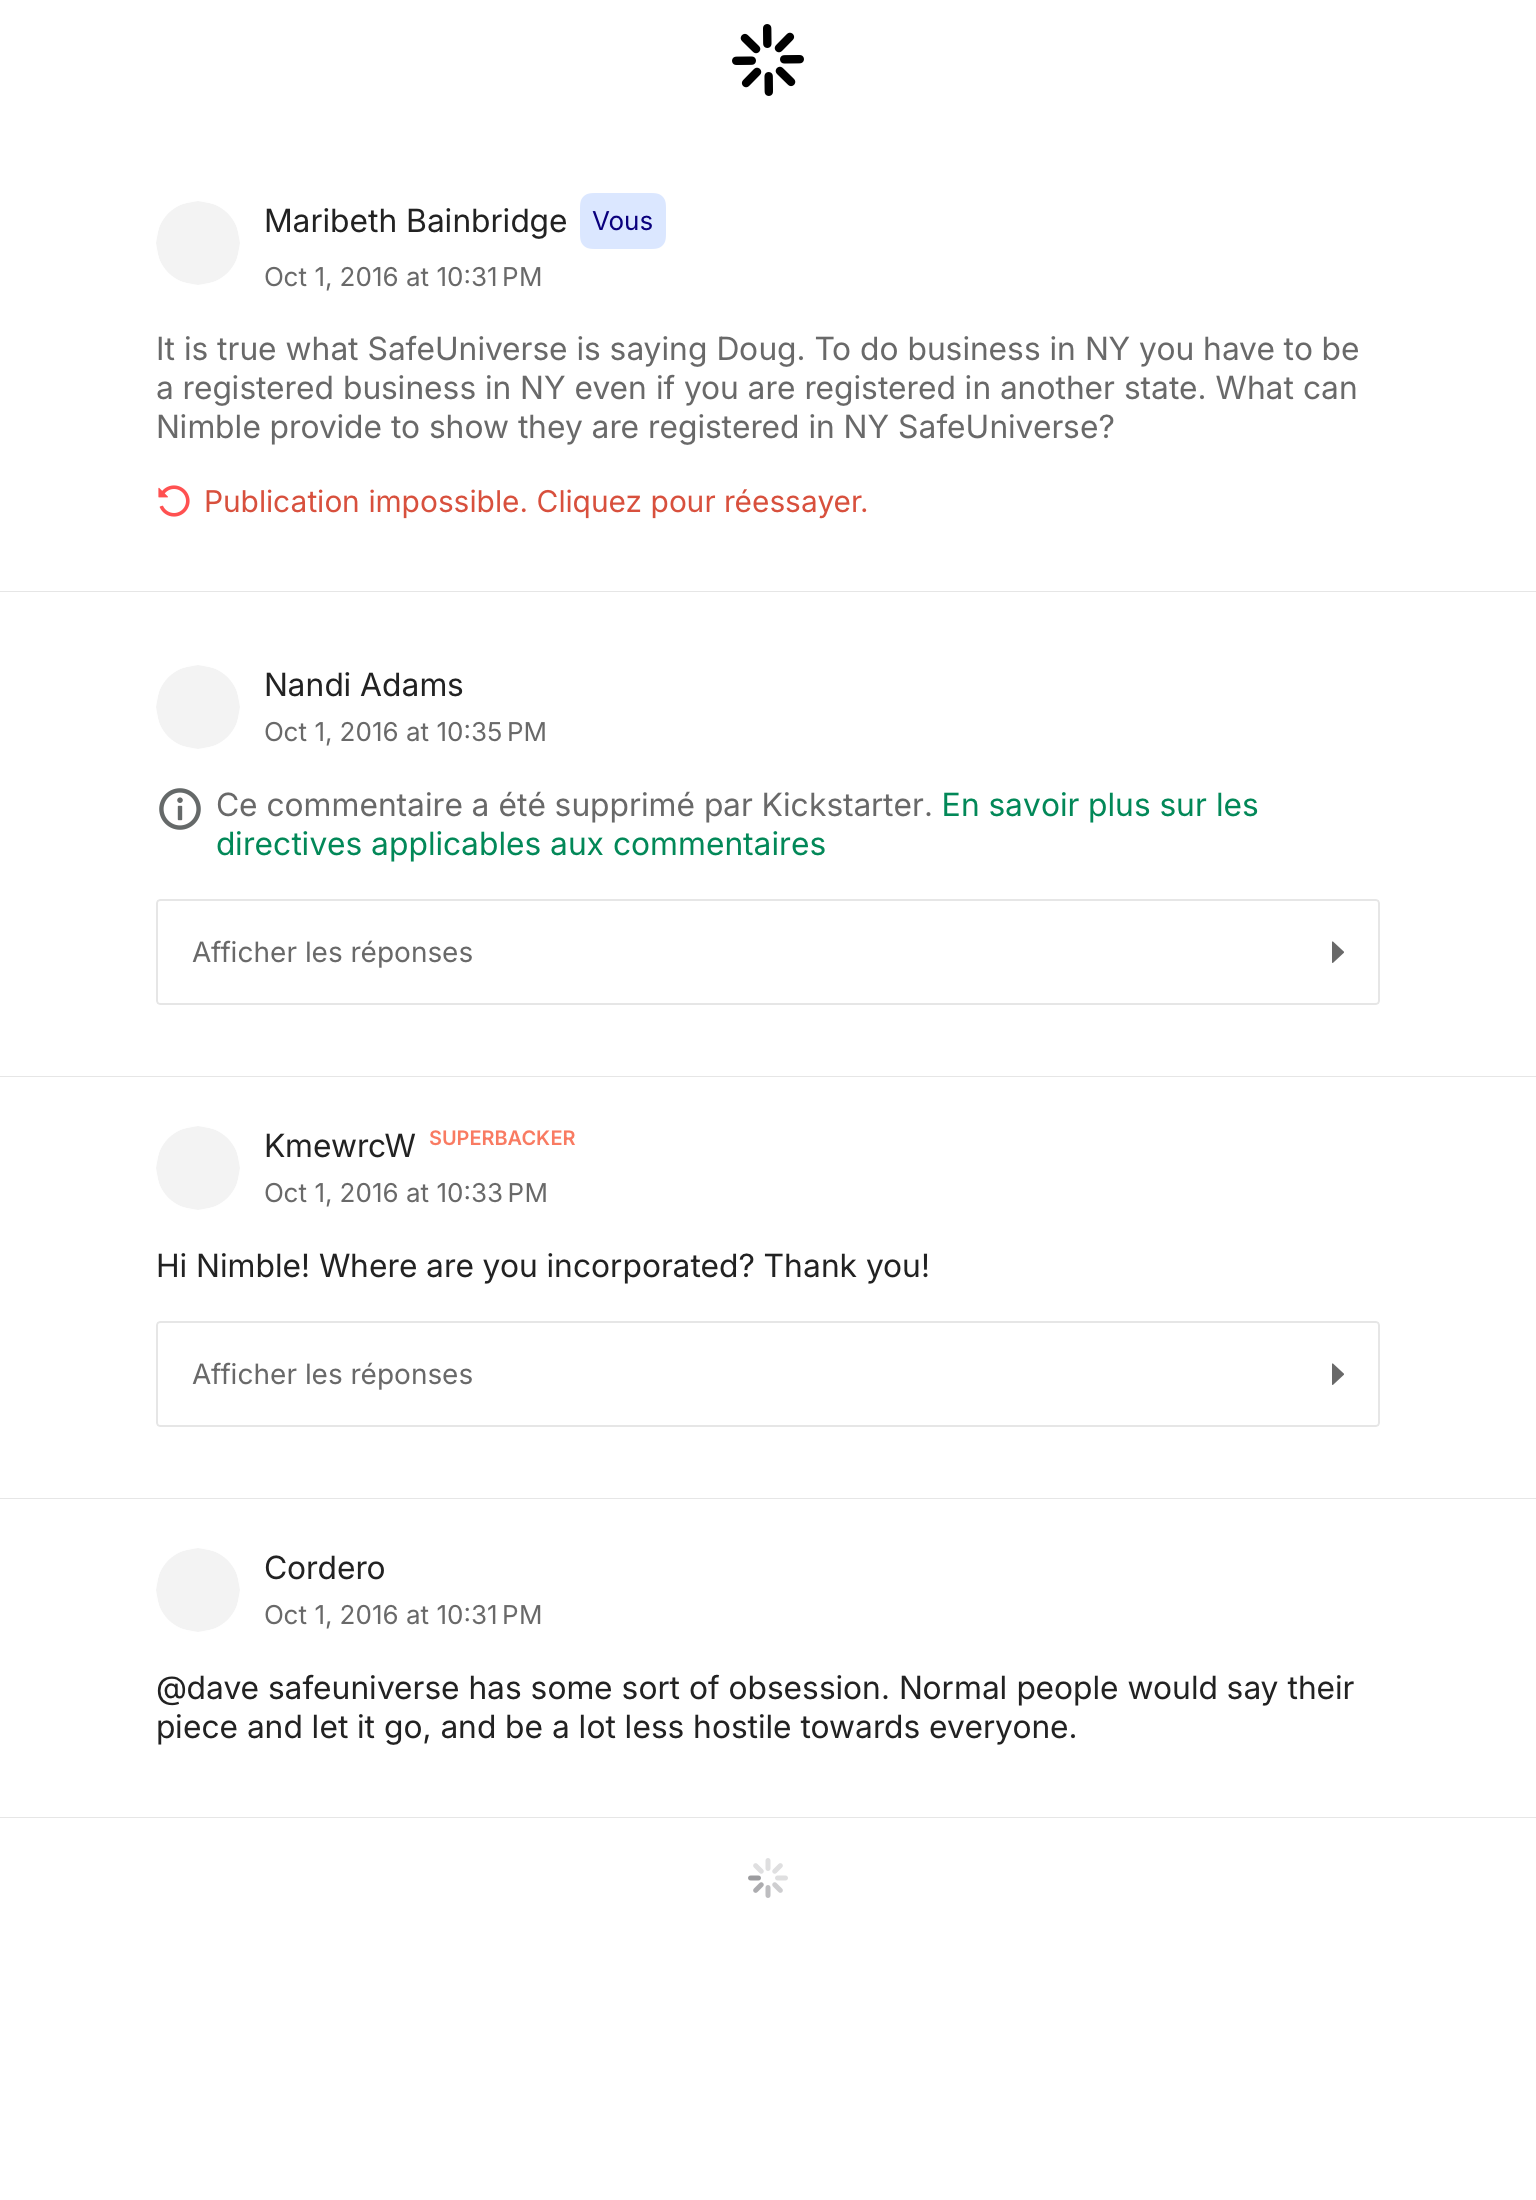 Maribeth Bainbridge Vous
Oct 1, 2016 at 10:31 PM
It is true what SafeUniverse is saying Doug. To do business in NY you have to be
a registered business in NY even if you are registered in another state. What can
Nimble provide to show they are registered in NY SafeUniverse?
Publication impossible. Cliquez pour réessayer.
Nandi Adams
Oct 1, 2016 at 10:35 PM
Ce commentaire a été supprimé par Kickstarter. En savoir plus sur les
directives applicables aux commentaires
Afficher les réponses
KmewrcW SUPERBACKER
Oct 1, 2016 at 10:33 PM
Hi Nimble! Where are you incorporated? Thank you!
Afficher les réponses
Cordero
Oct 1, 2016 at 10:31 PM
@dave safeuniverse has some sort of obsession. Normal people would say their
piece and let it go, and be a lot less hostile towards everyone.